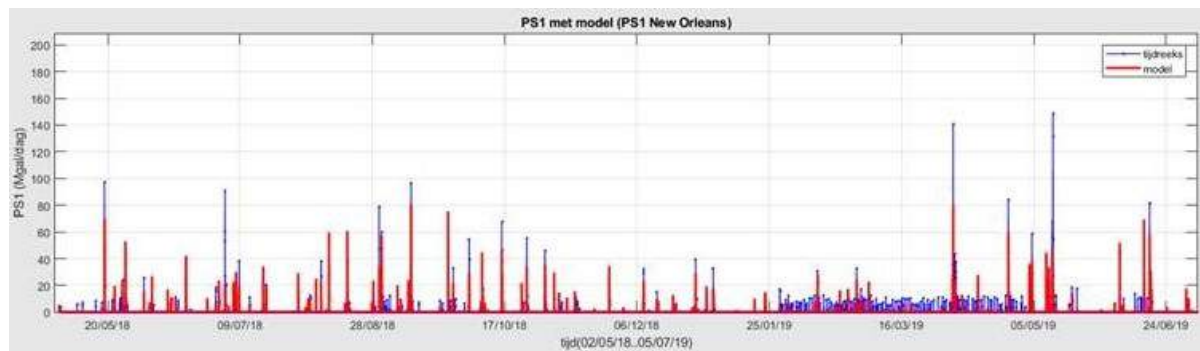 PS1 met model (PS1 New Orleans)
200
180
160
140
120
100
80
60
40
20
0
PS1 (Mgal/dag)
tijdreeks
model
20/05/18 09/07/18 28/08/18 17/10/18 06/12/18 25/01/19 16/03/19 05/05/19 24/06/19
tijd(02/05/18..05/07/19)